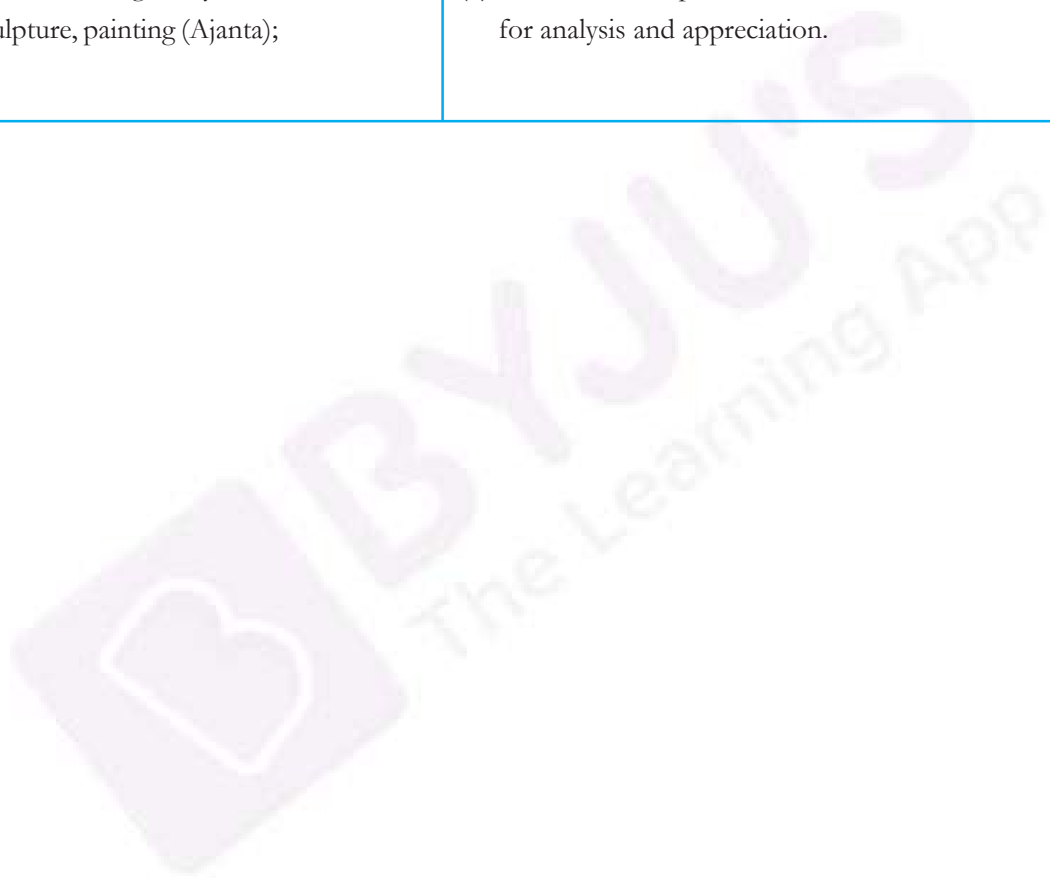 ulpture, painting (Ajanta);
for analysis and appreciation.
BYJU'S
The Learning App